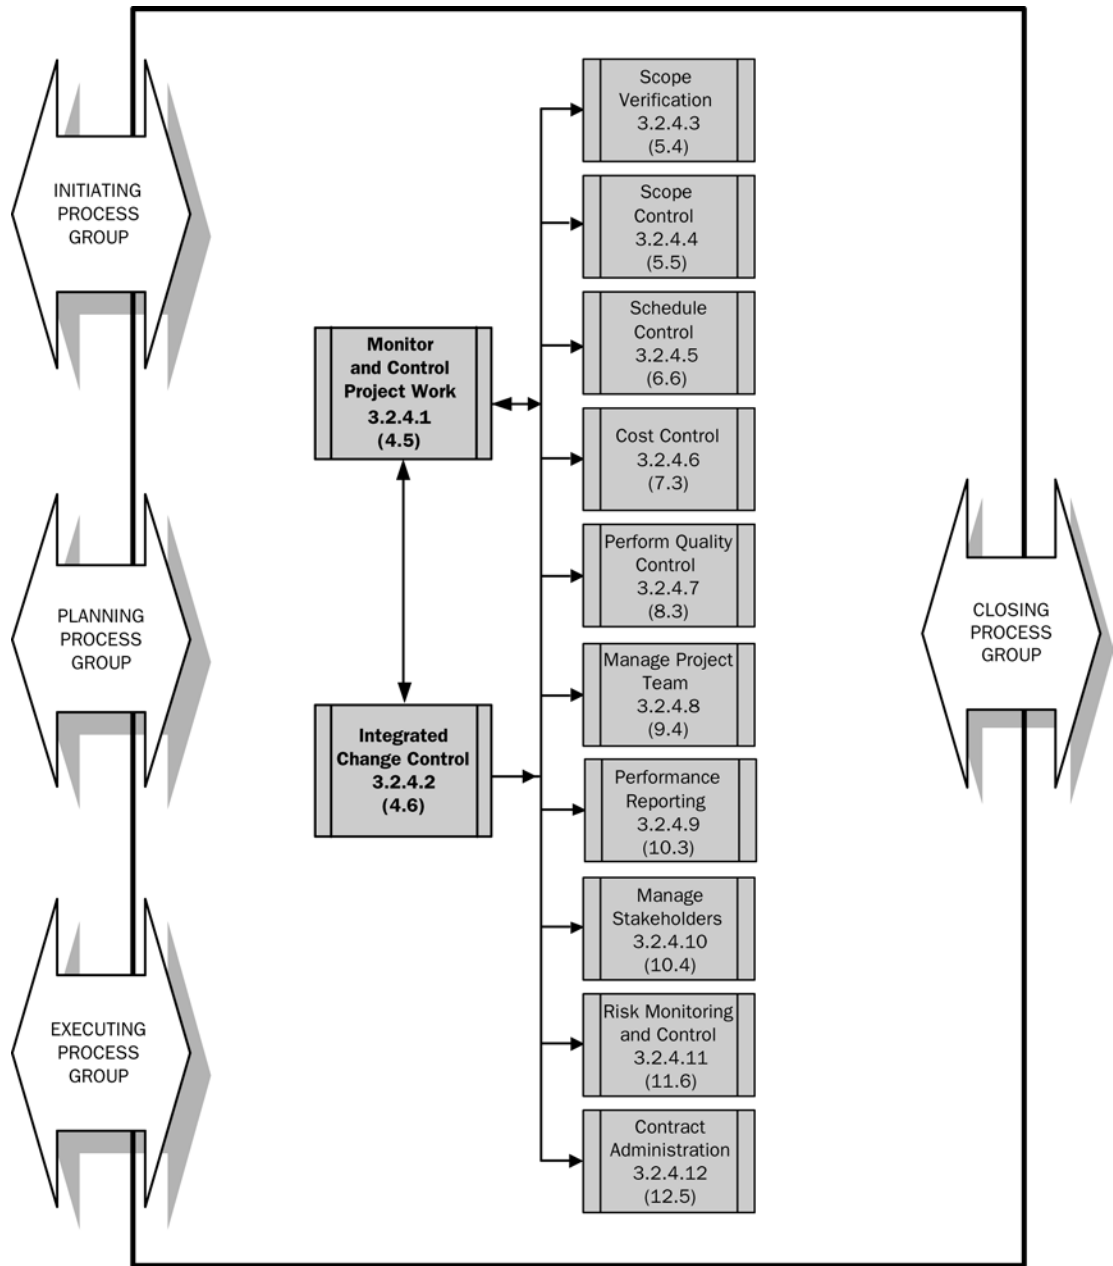 INITIATING
PROCESS
GROUP
PLANNING
PROCESS
GROUP
EXECUTING
PROCESS
GROUP
Monitor
and Control
Project Work
3.2.4.1
(4.5)
Integrated
Change Control
3.2.4.2
(4.6)
Scope
Verification
3.2.4.3
(5.4)
Scope
Control
3.2.4.4
(5.5)
Schedule
Control
3.2.4.5
(6.6)
Cost Control
3.2.4.6
(7.3)
Perform Quality
Control
3.2.4.7
(8.3)
Manage Project
Team
3.2.4.8
(9.4)
Performance
Reporting
3.2.4.9
(10.3)
Manage
Stakeholders
3.2.4.10
(10.4)
Risk Monitoring
and Control
3.2.4.11
(11.6)
Contract
Administration
3.2.4.12
(12.5)
CLOSING
PROCESS
GROUP